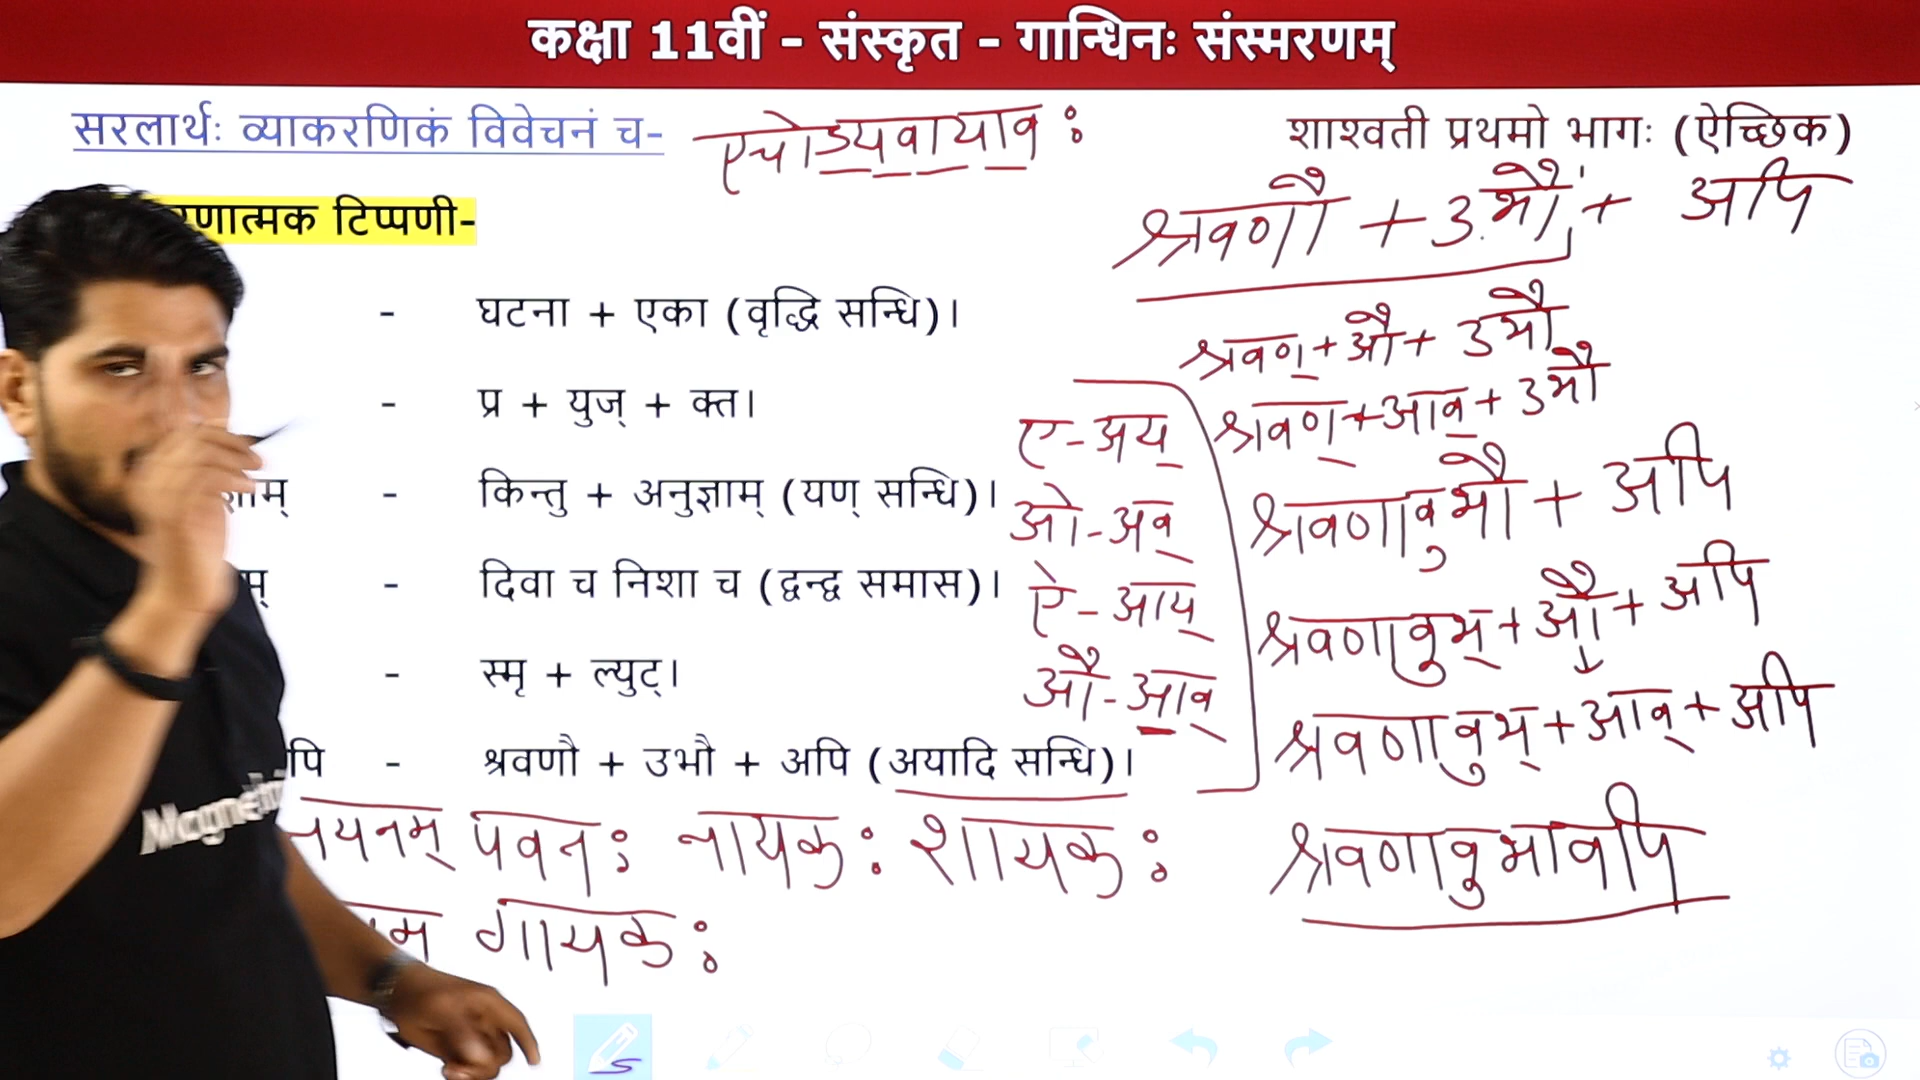 कक्षा 11वीं - संस्कृत - गान्धिनः संस्मरणम्
सरलार्थः व्याकरणिकं विवेचनं च-
एचोऽयवायावः
शाश्वती प्रथमो भागः (ऐच्छिक)
रणात्मक टिप्पणी-
श्रवणौ + उभौ + अपि
- घटना + एका (वृद्धि सन्धि)।
श्रवण् + औ + उभौ
- प्र + युज् + क्त।
श्रवण् + आव् + उभौ
ए - अय्
ज्ञाम् - किन्तु + अनुज्ञाम् (यण् सन्धि)।
ओ - अव्
श्रवणावुभौ + अपि
म् - दिवा च निशा च (द्वन्द्व समास)।
ऐ - आय्
श्रवणावुभ् + औ + अपि
- स्मृ + ल्युट्।
औ - आव्
श्रवणावुभ् + आव् + अपि
पि - श्रवणौ + उभौ + अपि (अयादि सन्धि)।
नयनम् पवनः नायकः शायकः
श्रवणावुभावपि
गायकः
Magne